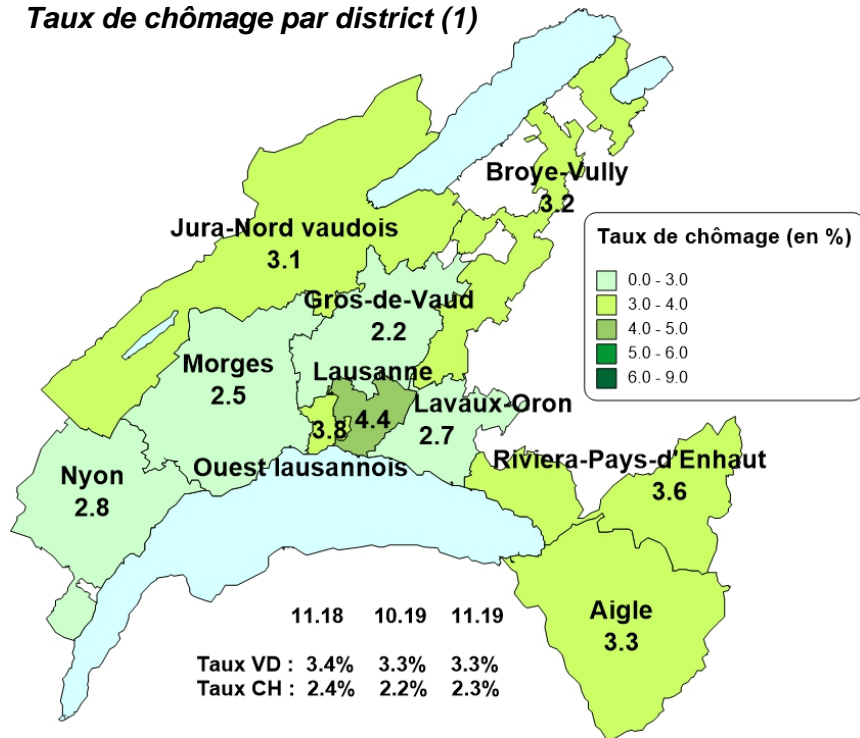 Taux de chômage par district (1)
Broye-Vully
3.2
Jura-Nord vaudois
3.1
Taux de chômage (en %)
0.0 - 3.0
3.0 - 4.0
4.0 - 5.0
5.0 - 6.0
6.0 - 9.0
Gros-de-Vaud
2.2
Morges
2.5
Lausanne
4.4
3.8
Ouest lausannois
Lavaux-Oron
2.7
Riviera-Pays-d'Enhaut
3.6
Nyon
2.8
Aigle
3.3
11.18 10.19 11.19
Taux VD : 3.4% 3.3% 3.3%
Taux CH : 2.4% 2.2% 2.3%